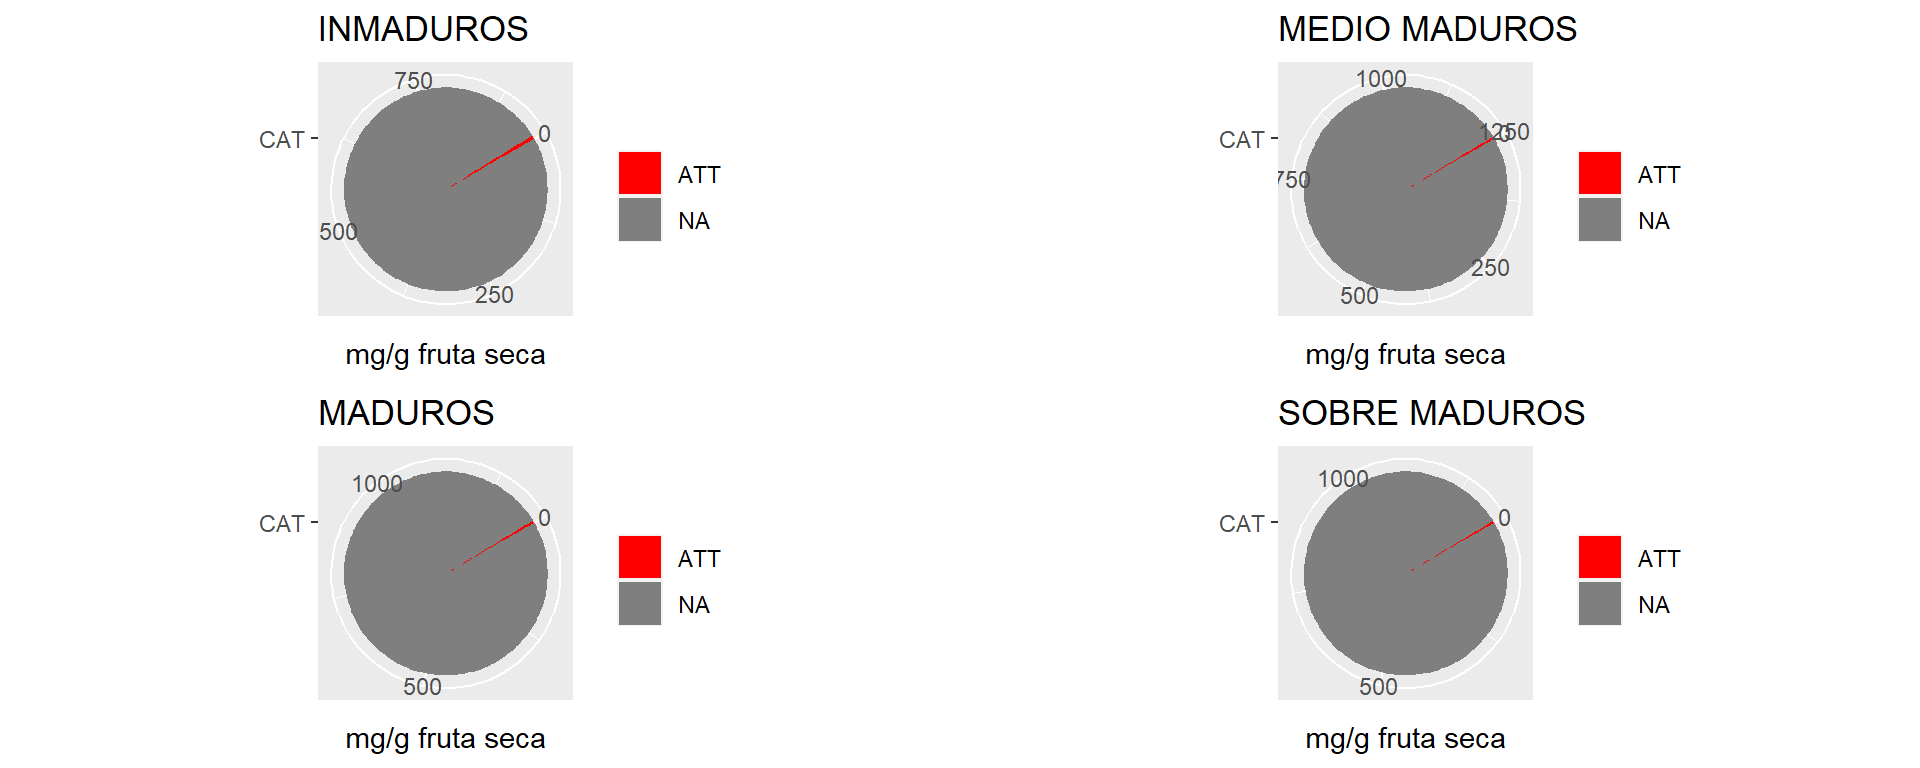 INMADUROS
750
0
CAT
500
250
ATT
NA
mg/g fruta seca
MEDIO MADUROS
1000
1250
0
CAT
750
250
500
ATT
NA
mg/g fruta seca
MADUROS
1000
0
CAT
500
ATT
NA
mg/g fruta seca
SOBRE MADUROS
1000
0
CAT
500
ATT
NA
mg/g fruta seca